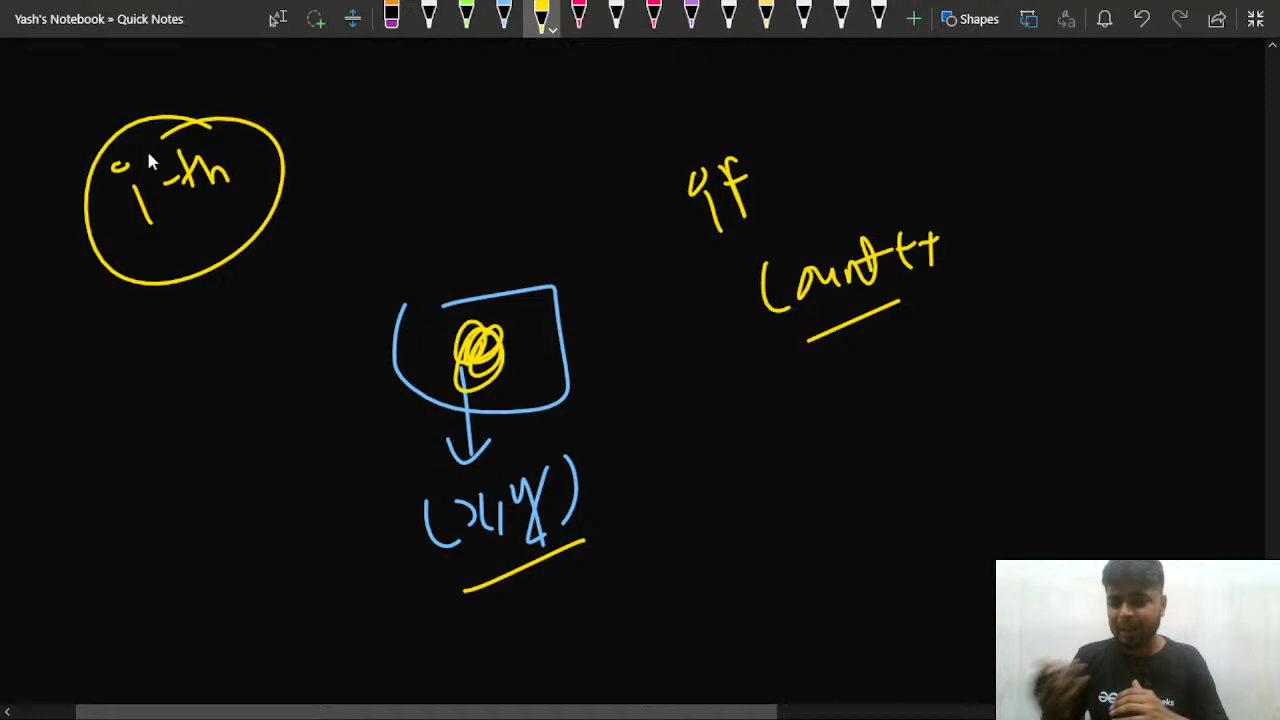 Yash's Notebook » Quick Notes
Shapes
i-th
if
count++
(x,y)